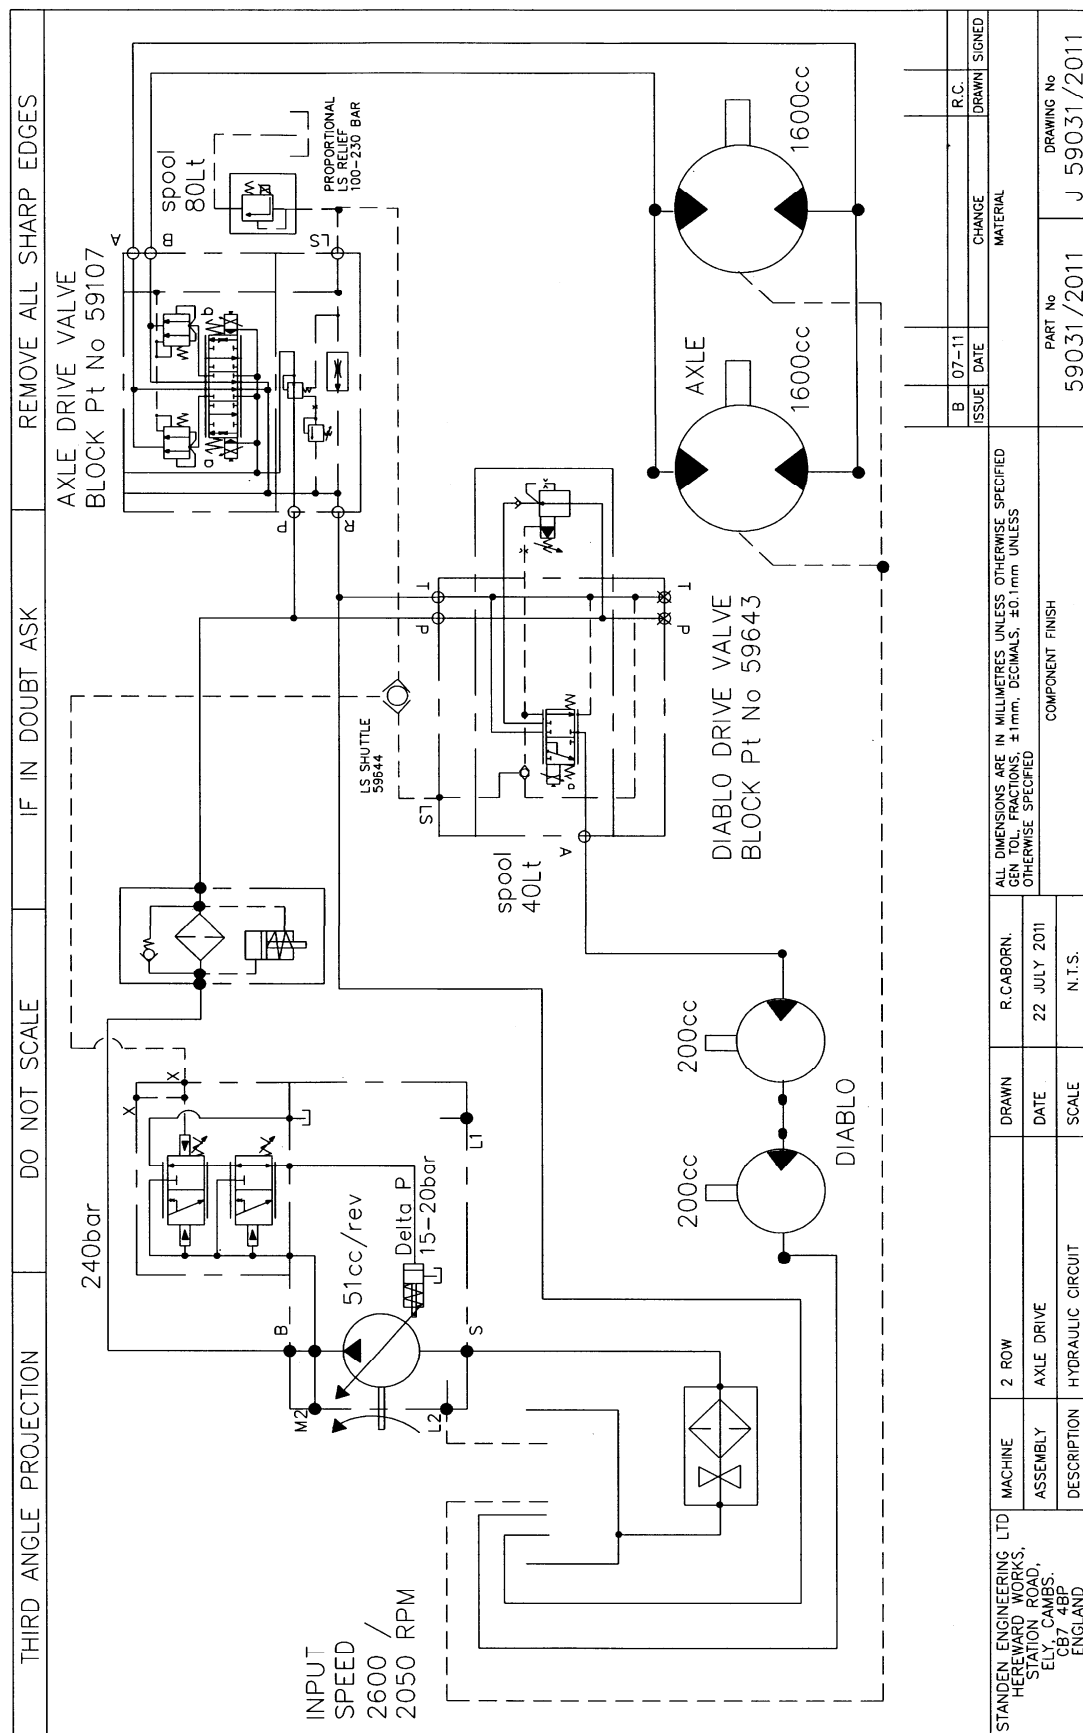 THIRD ANGLE PROJECTION
DO NOT SCALE
IF IN DOUBT ASK
REMOVE ALL SHARP EDGES
INPUT
SPEED
2600 /
2050 RPM
240bar
M2
B
L2
S
51cc/rev
Delta P
15-20bar
L1
X
X
LS SHUTTLE
59644
AXLE DRIVE VALVE
BLOCK Pt No 59107
P
R
a
b
A
B
LS
spool
80Lt
PROPORTIONAL
LS RELIEF
100-230 BAR
spool
40Lt
LS
A
P
T
a
P
T
DIABLO DRIVE VALVE
BLOCK Pt No 59643
200cc
200cc
DIABLO
AXLE
1600cc
1600cc
STANDEN ENGINEERING LTD
HEREWARD WORKS,
STATION ROAD,
ELY, CAMBS.
CB7 4BP
ENGLAND
MACHINE
2 ROW
ASSEMBLY
AXLE DRIVE
DESCRIPTION
HYDRAULIC CIRCUIT
DRAWN
R.CABORN.
DATE
22 JULY 2011
SCALE
N.T.S.
ALL DIMENSIONS ARE IN MILLIMETRES UNLESS OTHERWISE SPECIFIED
GEN TOL, FRACTIONS, ±1mm, DECIMALS, ±0.1mm UNLESS
OTHERWISE SPECIFIED
COMPONENT FINISH
B
07-11
R.C.
ISSUE
DATE
CHANGE
DRAWN
SIGNED
MATERIAL
PART No
59031/2011
DRAWING No
J 59031/2011